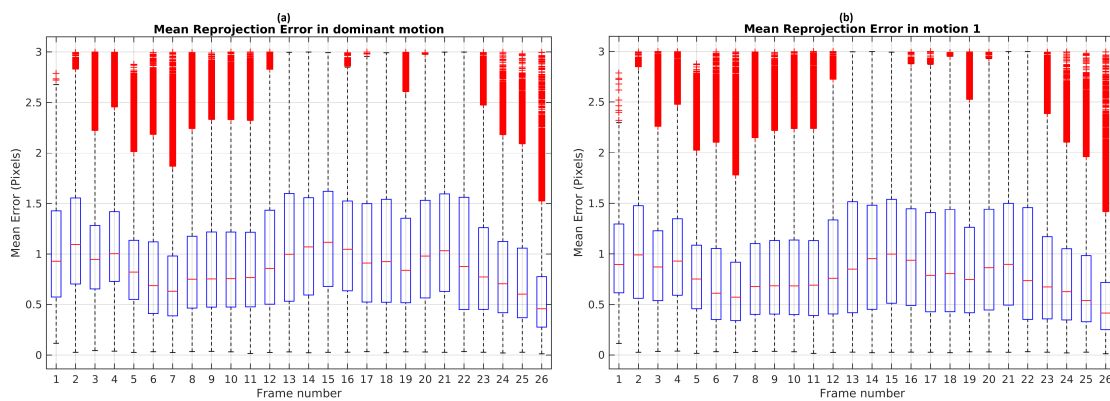 (a)
Mean Reprojection Error in dominant motion
3
2.5
2
1.5
1
0.5
0
Mean Error (Pixels)
1 2 3 4 5 6 7 8 9 10 11 12 13 14 15 16 17 18 19 20 21 22 23 24 25 26
Frame number
(b)
Mean Reprojection Error in motion 1
3
2.5
2
1.5
1
0.5
0
Mean Error (Pixels)
1 2 3 4 5 6 7 8 9 10 11 12 13 14 15 16 17 18 19 20 21 22 23 24 25 26
Frame number